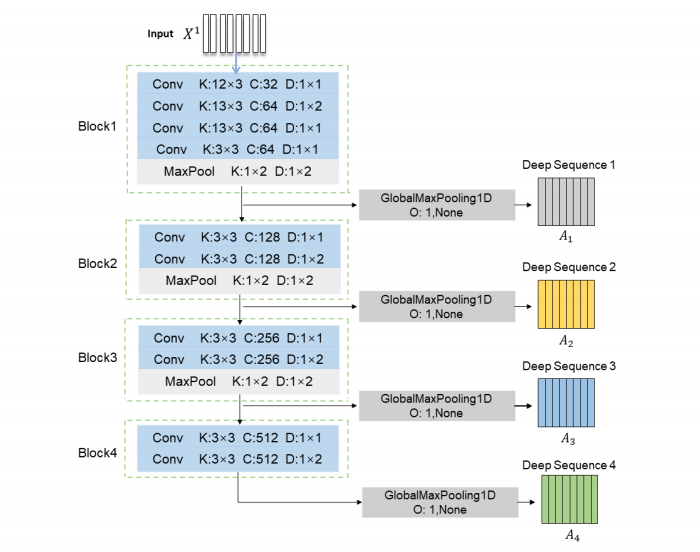 Input X¹
Conv K:12×3 C:32 D:1×1
Conv K:13×3 C:64 D:1×2
Block1
Conv K:13×3 C:64 D:1×1
Conv K:3×3 C:64 D:1×1
MaxPool K:1×2 D:1×2
Deep Sequence 1
GlobalMaxPooling1D
O: 1,None
A₁
Conv K:3×3 C:128 D:1×1
Block2
Conv K:3×3 C:128 D:1×2
MaxPool K:1×2 D:1×2
Deep Sequence 2
GlobalMaxPooling1D
O: 1,None
A₂
Conv K:3×3 C:256 D:1×1
Block3
Conv K:3×3 C:256 D:1×2
MaxPool K:1×2 D:1×2
Deep Sequence 3
GlobalMaxPooling1D
O: 1,None
A₃
Conv K:3×3 C:512 D:1×1
Block4
Conv K:3×3 C:512 D:1×2
Deep Sequence 4
GlobalMaxPooling1D
O: 1,None
A₄